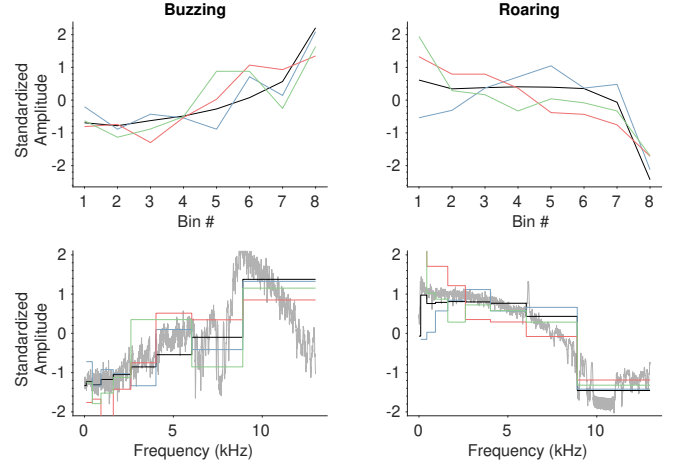 Buzzing
Roaring
Standardized
Amplitude
2
1
0
-1
-2
1 2 3 4 5 6 7 8
Bin #
2
1
0
-1
-2
1 2 3 4 5 6 7 8
Bin #
Standardized
Amplitude
2
1
0
-1
-2
0 5 10
Frequency (kHz)
2
1
0
-1
-2
0 5 10
Frequency (kHz)